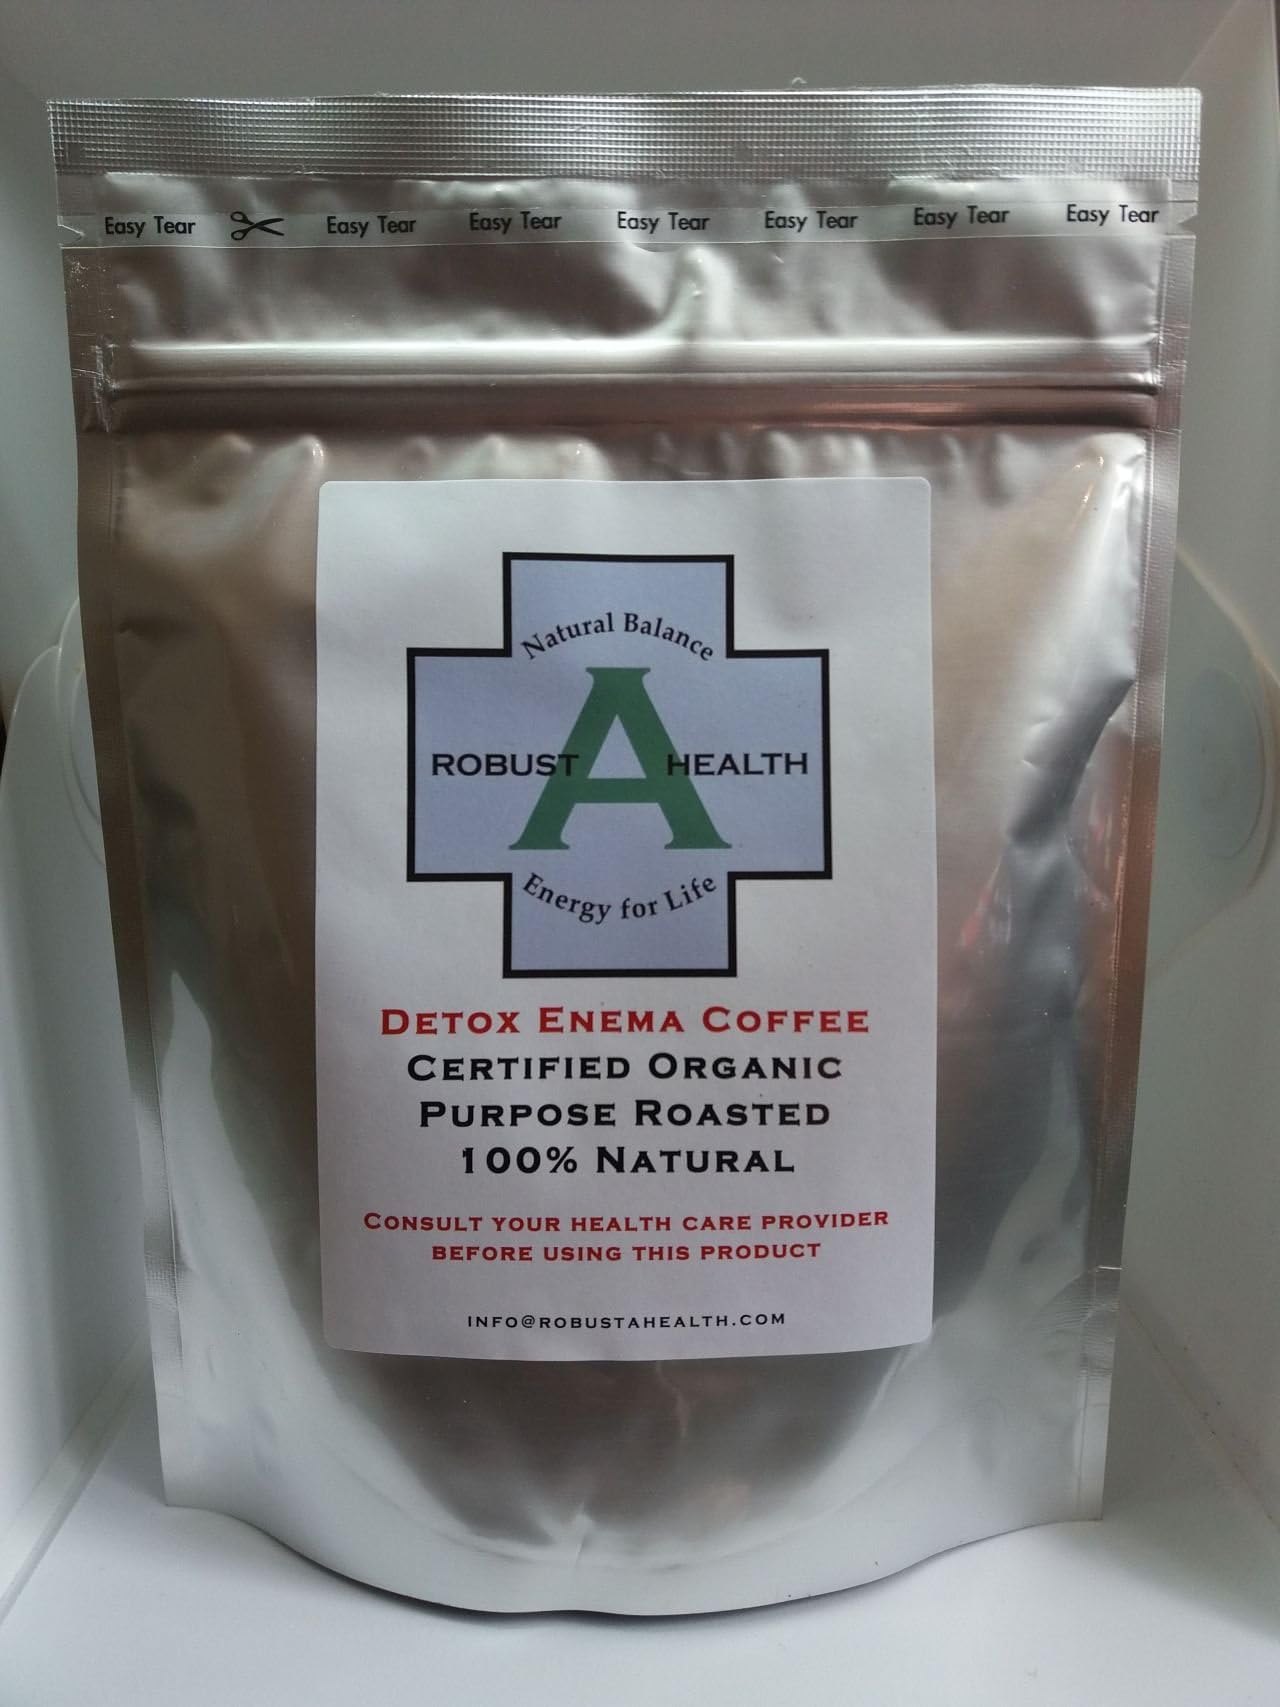 Easy Tear Easy Tear Easy Tear Easy Tear Easy Tear Easy Tear Easy Tear
Natural Balance
ROBUST A HEALTH
Energy for Life
DETOX ENEMA COFFEE
CERTIFIED ORGANIC
PURPOSE ROASTED
100% NATURAL
CONSULT YOUR HEALTH CARE PROVIDER
BEFORE USING THIS PRODUCT
INFO@ROBUSTAHEALTH.COM